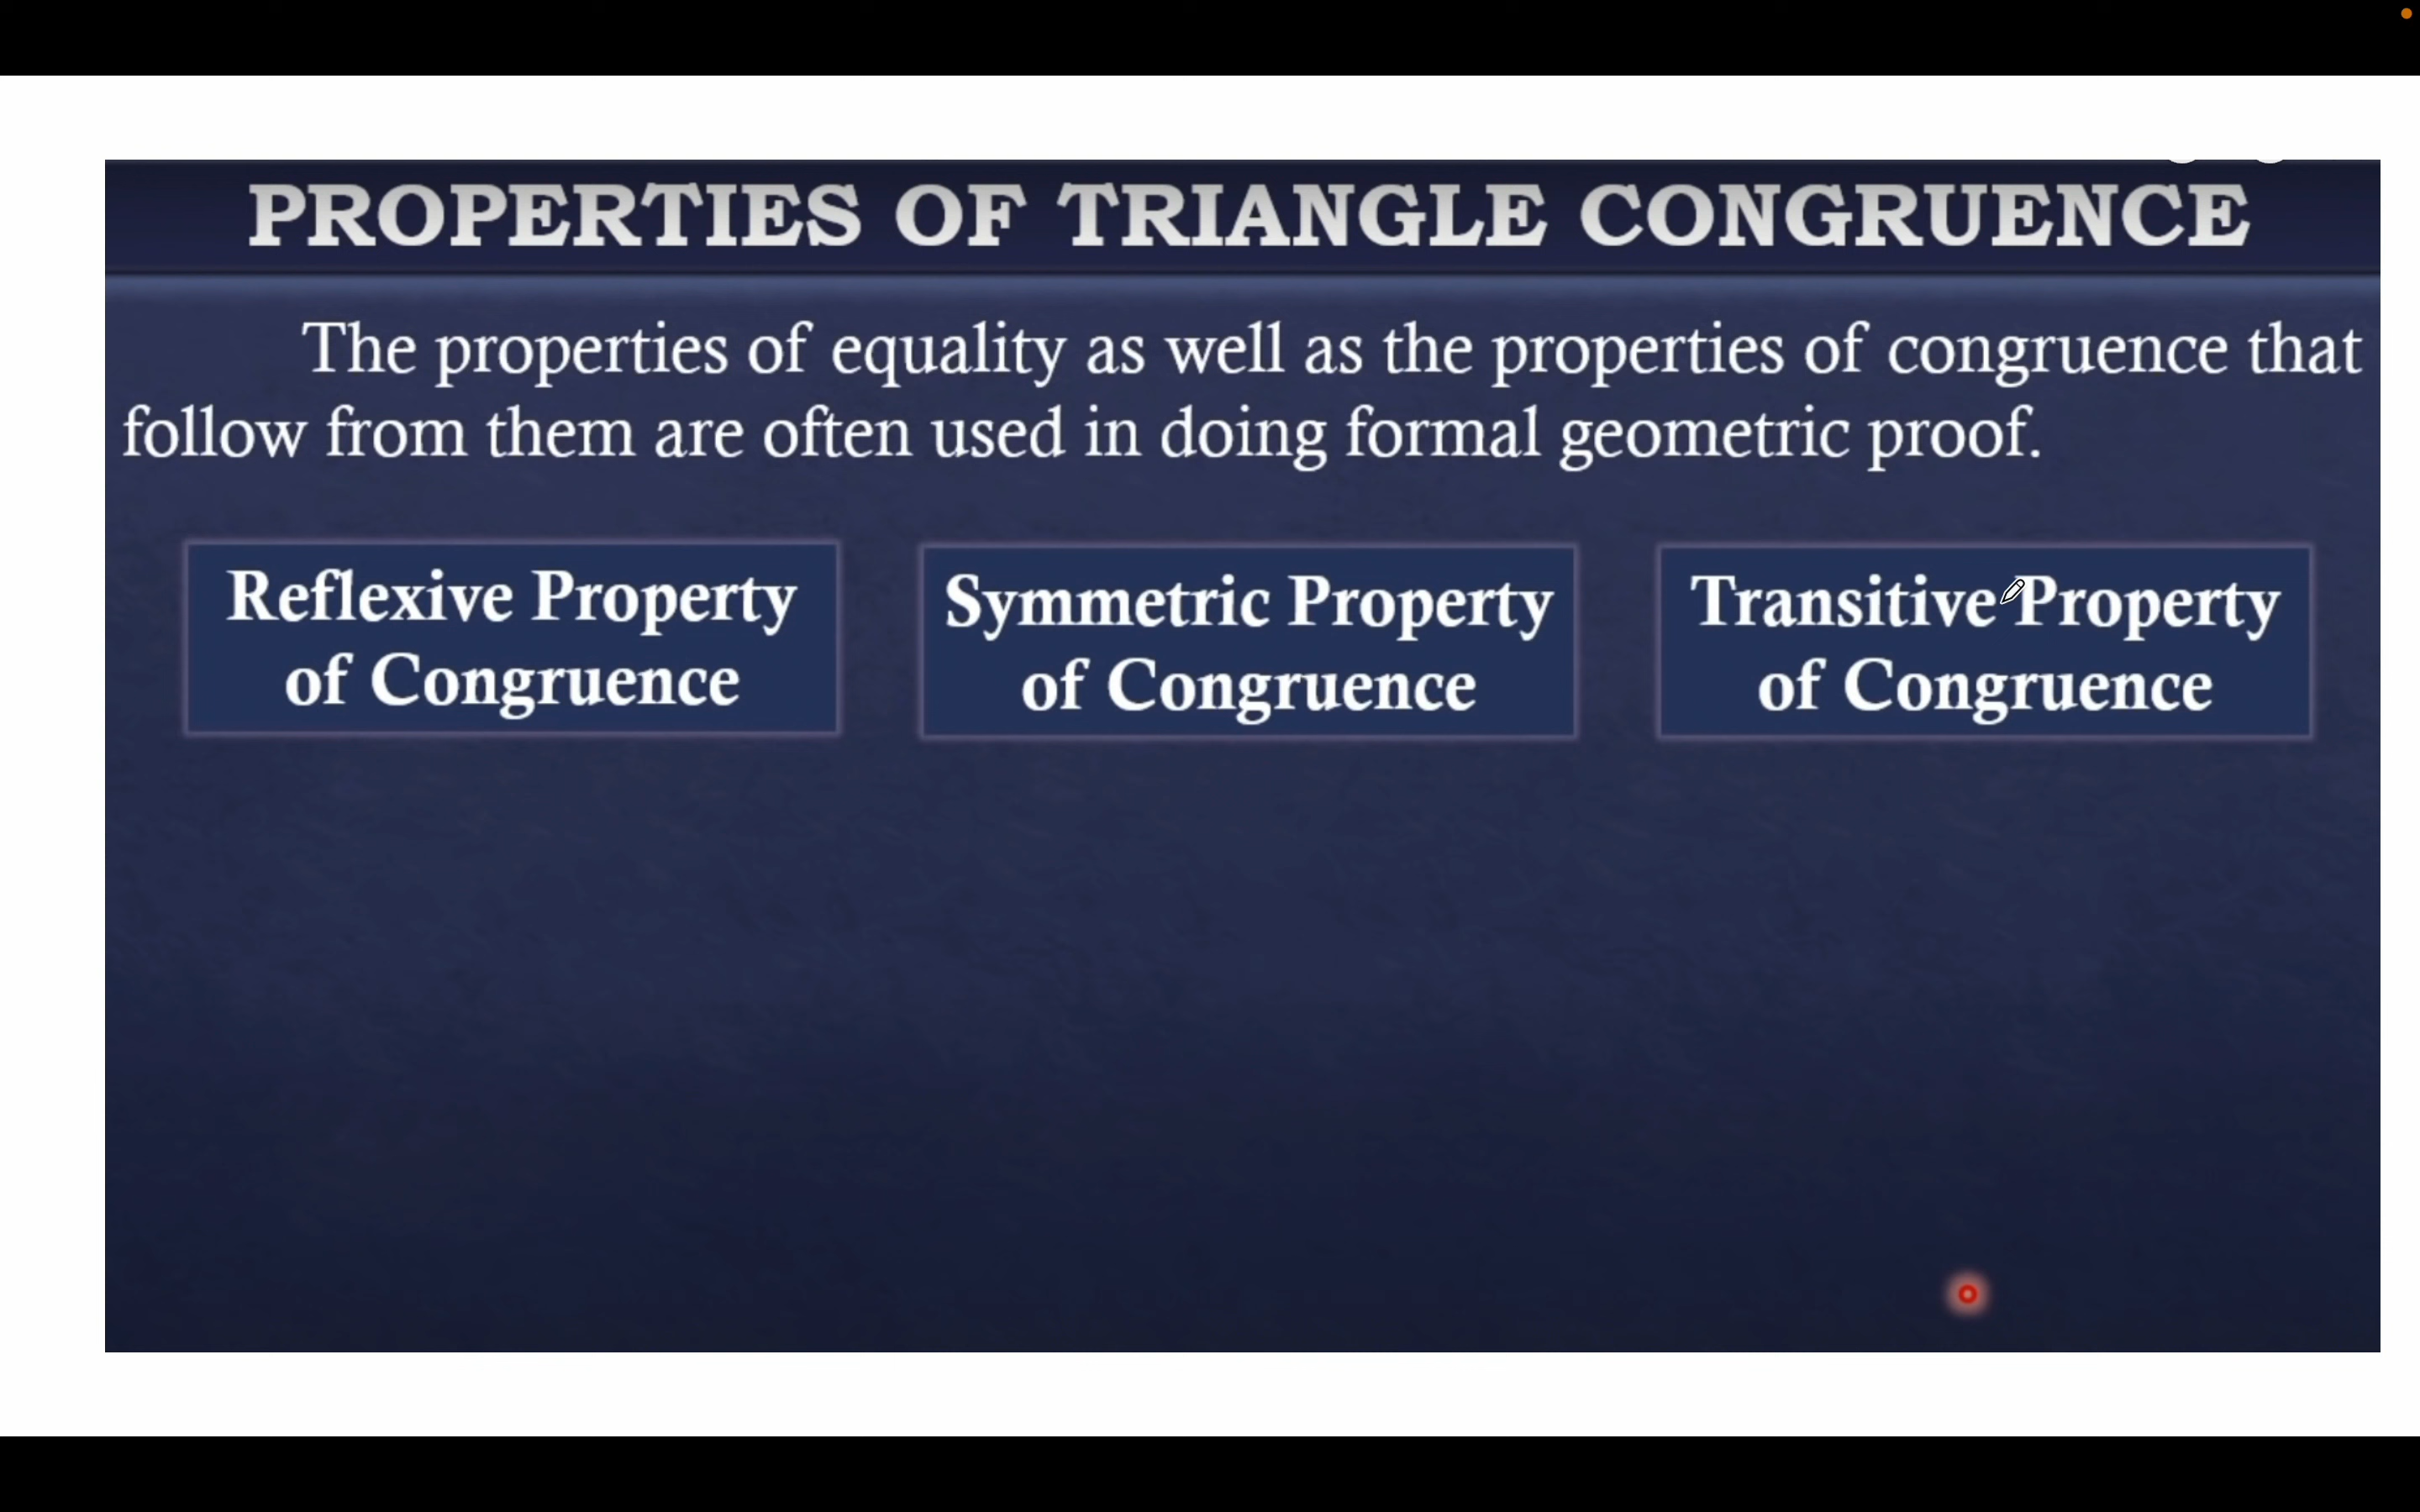 PROPERTIES OF TRIANGLE CONGRUENCE
The properties of equality as well as the properties of congruence that
follow from them are often used in doing formal geometric proof.
Reflexive Property
of Congruence
Symmetric Property
of Congruence
Transitive Property
of Congruence